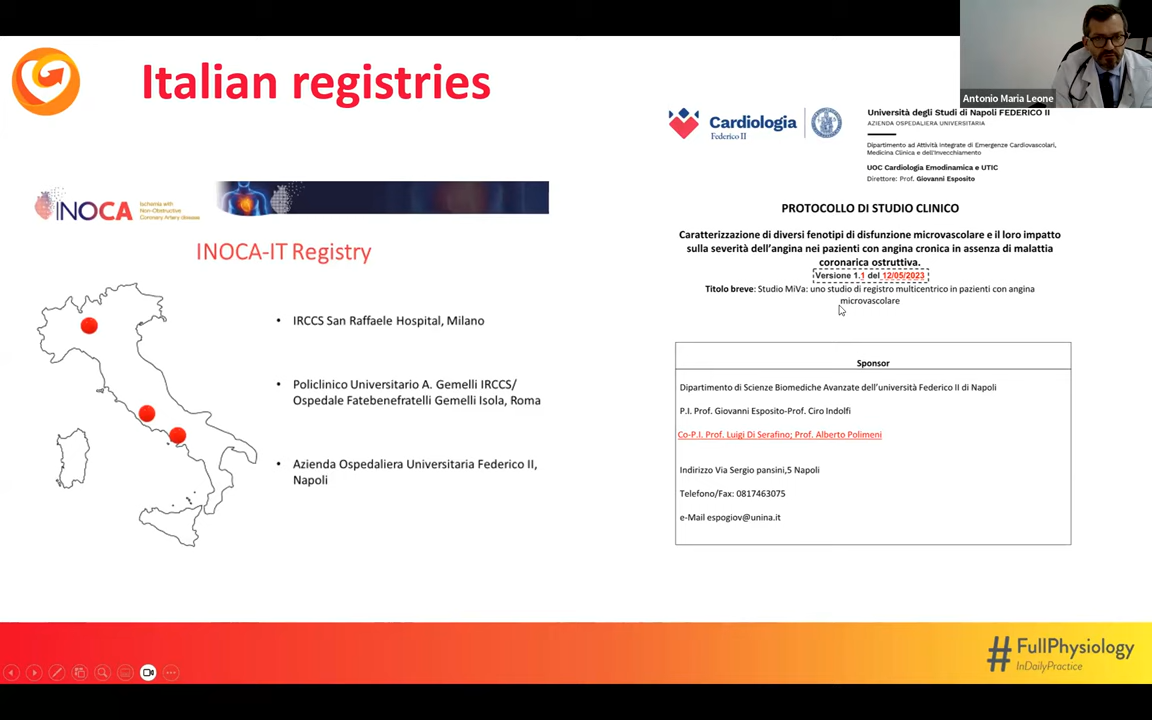 Italian registries
Antonio Maria Leone
INOCA
Ischemia with
Non-Obstructive
Coronary Artery disease
INOCA-IT Registry
• IRCCS San Raffaele Hospital, Milano
• Policlinico Universitario A. Gemelli IRCCS/
Ospedale Fatebenefratelli Gemelli Isola, Roma
• Azienda Ospedaliera Universitaria Federico II,
Napoli
Cardiologia
Federico II
Università degli Studi di Napoli FEDERICO II
AZIENDA OSPEDALIERA UNIVERSITARIA
Dipartimento ad Attività Integrate di Emergenze Cardiovascolari,
Medicina Clinica e dell'Invecchiamento
UOC Cardiologia Emodinamica e UTIC
Direttore: Prof. Giovanni Esposito
PROTOCOLLO DI STUDIO CLINICO
Caratterizzazione di diversi fenotipi di disfunzione microvascolare e il loro impatto
sulla severità dell'angina nei pazienti con angina cronica in assenza di malattia
coronarica ostruttiva.
Versione 1.1 del 12/05/2023
Titolo breve: Studio MiVa: uno studio di registro multicentrico in pazienti con angina
microvascolare
Sponsor
Dipartimento di Scienze Biomediche Avanzate dell'università Federico II di Napoli
P.I. Prof. Giovanni Esposito-Prof. Ciro Indolfi
Co-P.I. Prof. Luigi Di Serafino; Prof. Alberto Polimeni
Indirizzo Via Sergio pansini,5 Napoli
Telefono/Fax: 0817463075
e-Mail espogiov@unina.it
#FullPhysiology
InDailyPractice